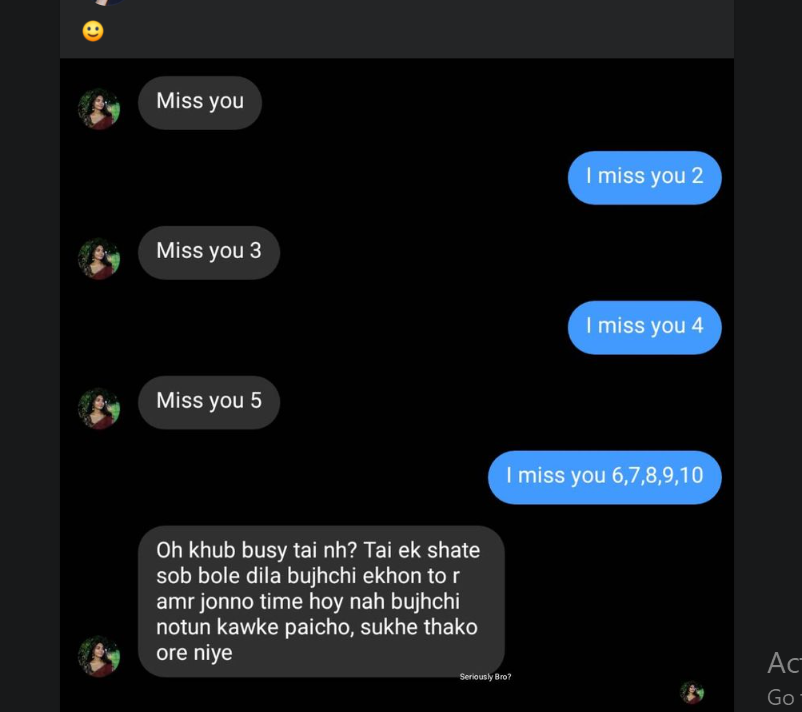 🙂
Miss you
I miss you 2
Miss you 3
I miss you 4
Miss you 5
I miss you 6,7,8,9,10
Oh khub busy tai nh? Tai ek shate
sob bole dila bujhchi ekhon to r
amr jonno time hoy nah bujhchi
notun kawke paicho, sukhe thako
ore niye
Seriously Bro?
Go